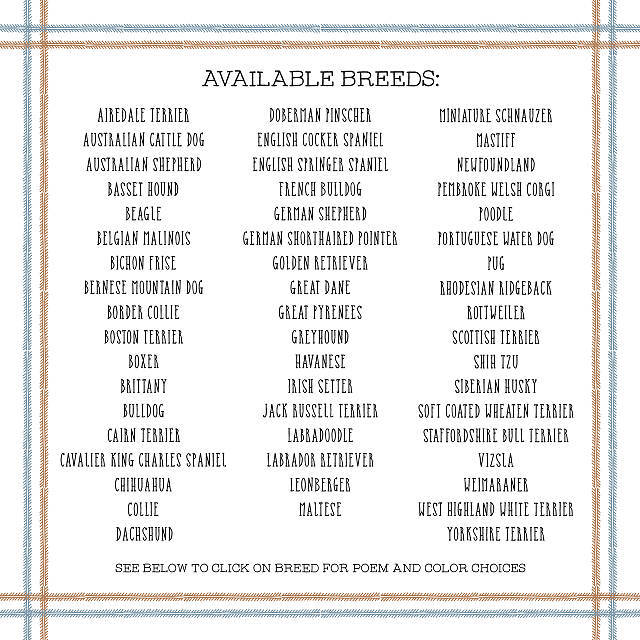 AVAILABLE BREEDS:
AIREDALE TERRIER
AUSTRALIAN CATTLE DOG
AUSTRALIAN SHEPHERD
BASSET HOUND
BEAGLE
BELGIAN MALINOIS
BICHON FRISE
BERNESE MOUNTAIN DOG
BORDER COLLIE
BOSTON TERRIER
BOXER
BRITTANY
BULLDOG
CAIRN TERRIER
CAVALIER KING CHARLES SPANIEL
CHIHUAHUA
COLLIE
DACHSHUND
DOBERMAN PINSCHER
ENGLISH COCKER SPANIEL
ENGLISH SPRINGER SPANIEL
FRENCH BULLDOG
GERMAN SHEPHERD
GERMAN SHORTHAIRED POINTER
GOLDEN RETRIEVER
GREAT DANE
GREAT PYRENEES
GREYHOUND
HAVANESE
IRISH SETTER
JACK RUSSELL TERRIER
LABRADOODLE
LABRADOR RETRIEVER
LEONBERGER
MALTESE
MINIATURE SCHNAUZER
MASTIFF
NEWFOUNDLAND
PEMBROKE WELSH CORGI
POODLE
PORTUGUESE WATER DOG
PUG
RHODESIAN RIDGEBACK
ROTTWEILER
SCOTTISH TERRIER
SHIH TZU
SIBERIAN HUSKY
SOFT COATED WHEATEN TERRIER
STAFFORDSHIRE BULL TERRIER
VIZSLA
WEIMARANER
WEST HIGHLAND WHITE TERRIER
YORKSHIRE TERRIER
SEE BELOW TO CLICK ON BREED FOR POEM AND COLOR CHOICES